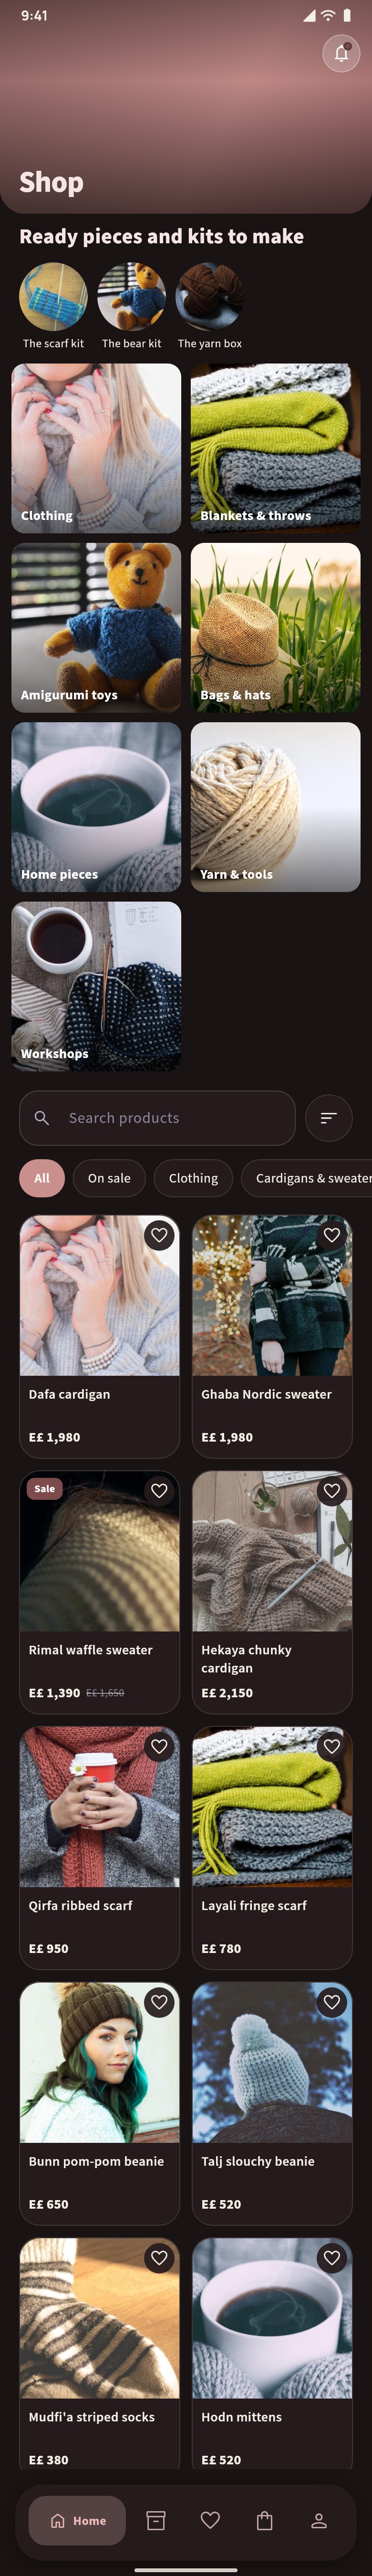 9:41
Shop
Ready pieces and kits to make
The scarf kit
The bear kit
The yarn box
Clothing
Blankets & throws
Amigurumi toys
Bags & hats
Home pieces
Yarn & tools
Workshops
Search products
All
On sale
Clothing
Cardigans & sweater
Dafa cardigan
E£ 1,980
Ghaba Nordic sweater
E£ 1,980
Sale
Rimal waffle sweater
E£ 1,390 E£ 1,650
Hekaya chunky
cardigan
E£ 2,150
Qirfa ribbed scarf
E£ 950
Layali fringe scarf
E£ 780
Bunn pom-pom beanie
E£ 650
Talj slouchy beanie
E£ 520
Mudfi'a striped socks
E£ 380
Hodn mittens
E£ 520
Home